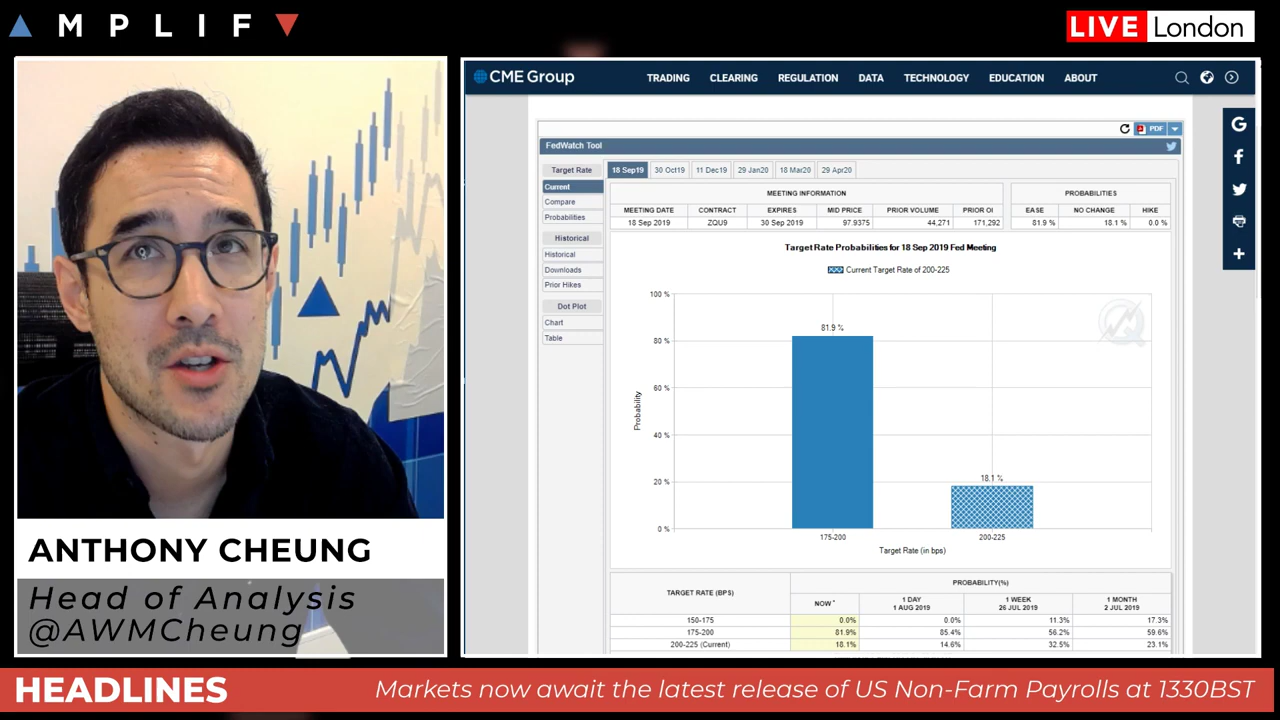 AMPLIFY
LIVE London
CME Group
TRADING CLEARING REGULATION DATA TECHNOLOGY EDUCATION ABOUT
PDF
FedWatch Tool
Target Rate
Current
Compare
Probabilities
Historical
Historical
Downloads
Prior Hikes
Dot Plot
Chart
Table
18 Sep19 30 Oct19 11 Dec19 29 Jan20 18 Mar20 29 Apr20
MEETING INFORMATION
MEETING DATE CONTRACT EXPIRES MID PRICE PRIOR VOLUME PRIOR OI
18 Sep 2019 ZQU9 30 Sep 2019 97.9375 44,271 171,292
PROBABILITIES
EASE NO CHANGE HIKE
81.9 % 18.1 % 0.0 %
Target Rate Probabilities for 18 Sep 2019 Fed Meeting
Current Target Rate of 200-225
100 %
80 %
60 %
40 %
20 %
0 %
Probability
81.9 %
18.1 %
175-200 200-225
Target Rate (in bps)
TARGET RATE (BPS) PROBABILITY(%)
NOW * 1 DAY 1 AUG 2019 1 WEEK 26 JUL 2019 1 MONTH 2 JUL 2019
150-175 0.0% 0.0% 11.3% 17.3%
175-200 81.9% 85.4% 56.2% 59.6%
200-225 (Current) 18.1% 14.6% 32.5% 23.1%
G
f
ANTHONY CHEUNG
Head of Analysis
@AWMCheung
HEADLINES Markets now await the latest release of US Non-Farm Payrolls at 1330BST